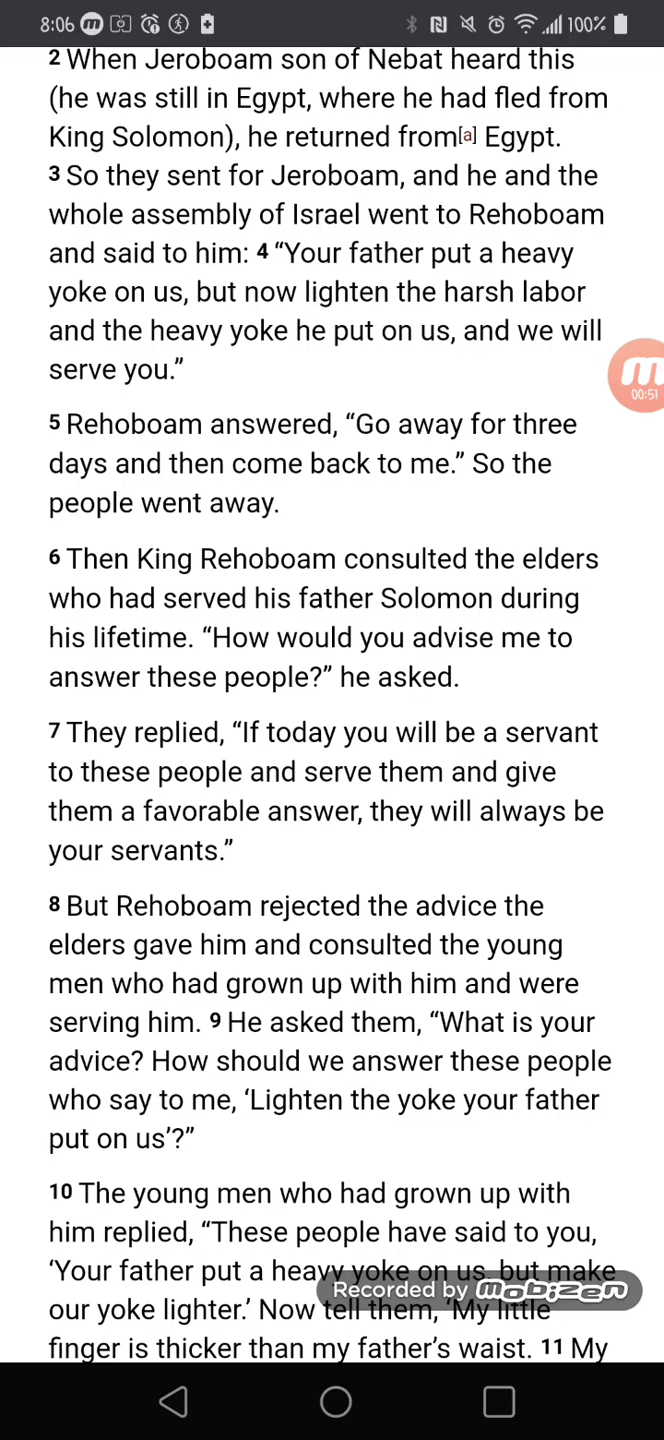 8:06 100%
2 When Jeroboam son of Nebat heard this
(he was still in Egypt, where he had fled from
King Solomon), he returned from[a] Egypt.
3 So they sent for Jeroboam, and he and the
whole assembly of Israel went to Rehoboam
and said to him: 4 “Your father put a heavy
yoke on us, but now lighten the harsh labor
and the heavy yoke he put on us, and we will
serve you.”
00:51
5 Rehoboam answered, “Go away for three
days and then come back to me.” So the
people went away.
6 Then King Rehoboam consulted the elders
who had served his father Solomon during
his lifetime. “How would you advise me to
answer these people?” he asked.
7 They replied, “If today you will be a servant
to these people and serve them and give
them a favorable answer, they will always be
your servants.”
8 But Rehoboam rejected the advice the
elders gave him and consulted the young
men who had grown up with him and were
serving him. 9 He asked them, “What is your
advice? How should we answer these people
who say to me, ‘Lighten the yoke your father
put on us’?”
10 The young men who had grown up with
him replied, “These people have said to you,
‘Your father put a heavy yoke on us, but make
Recorded by mobizen
our yoke lighter.’ Now tell them, ‘My little
finger is thicker than my father’s waist. 11 My